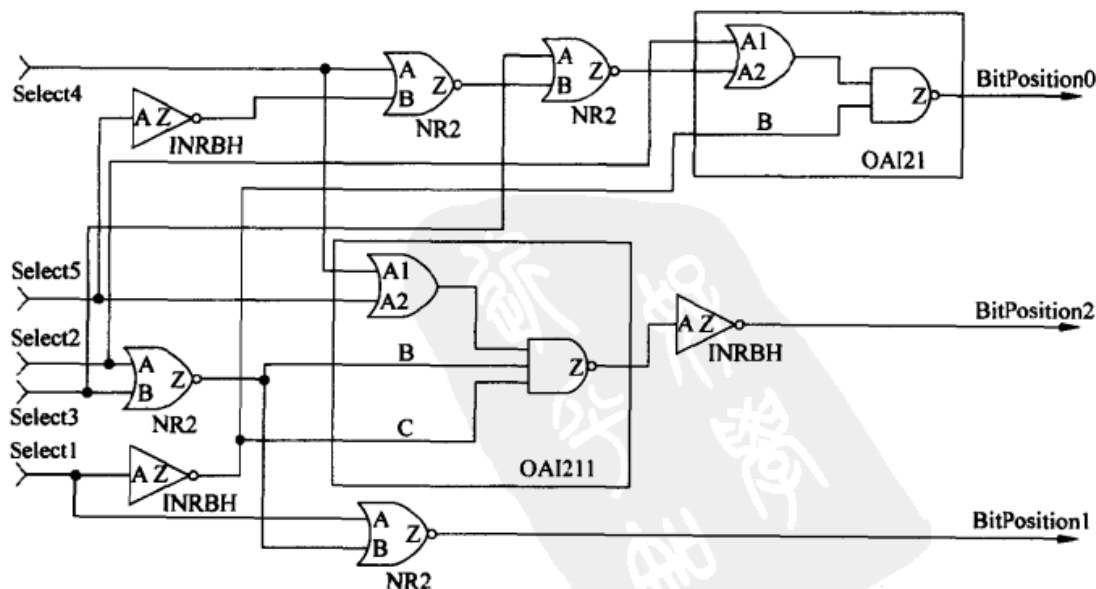 Select4
A Z
INRBH
A
B
Z
NR2
A
B
Z
NR2
A1
A2
B
Z
OAI21
BitPosition0
Select5
Select2
Select3
A
B
Z
NR2
Select1
A Z
INRBH
A1
A2
B
C
Z
OAI211
A Z
INRBH
BitPosition2
A
B
Z
NR2
BitPosition1